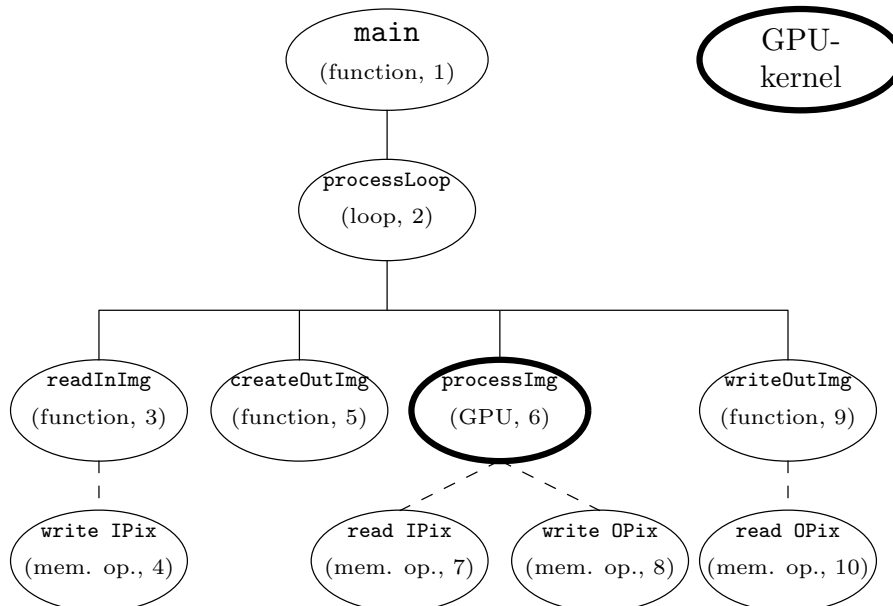 main
(function, 1)
GPU-
kernel
processLoop
(loop, 2)
readInImg
(function, 3)
createOutImg
(function, 5)
processImg
(GPU, 6)
writeOutImg
(function, 9)
write IPix
(mem. op., 4)
read IPix
(mem. op., 7)
write OPix
(mem. op., 8)
read OPix
(mem. op., 10)